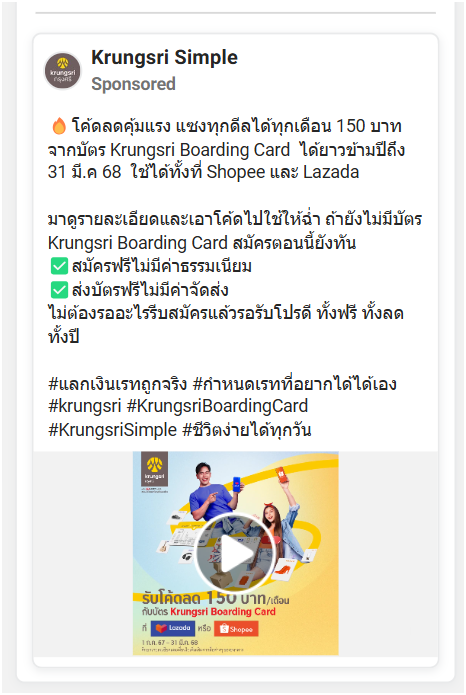 Krungsri Simple
krungsri
กรุงศรี
Sponsored
🔥 โค้ดลดคุ้มแรง แซงทุกดีลได้ทุกเดือน 150 บาท
จากบัตร Krungsri Boarding Card ได้ยาวข้ามปีถึง
31 มี.ค 68 ใช้ได้ทั้งที่ Shopee และ Lazada
มาดูรายละเอียดและเอาโค้ดไปใช้ให้ฉ่ำ ถ้ายังไม่มีบัตร
Krungsri Boarding Card สมัครตอนนี้ยังทัน
✅ สมัครฟรีไม่มีค่าธรรมเนียม
✅ ส่งบัตรฟรีไม่มีค่าจัดส่ง
ไม่ต้องรออะไรรีบสมัครแล้วรอรับโปรดี ทั้งฟรี ทั้งลด
ทั้งปี
#แลกเงินเรทถูกจริง #กำหนดเรทที่อยากได้ได้เอง
#krungsri #KrungsriBoardingCard
#KrungsriSimple #ชีวิตง่ายได้ทุกวัน
krungsri
กรุงศรี
รับโค้ดลด 150 บาท/เดือน
กับบัตร Krungsri Boarding Card
ที่ Lazada หรือ Shopee
1 ก.ค. 67 - 31 มี.ค. 68